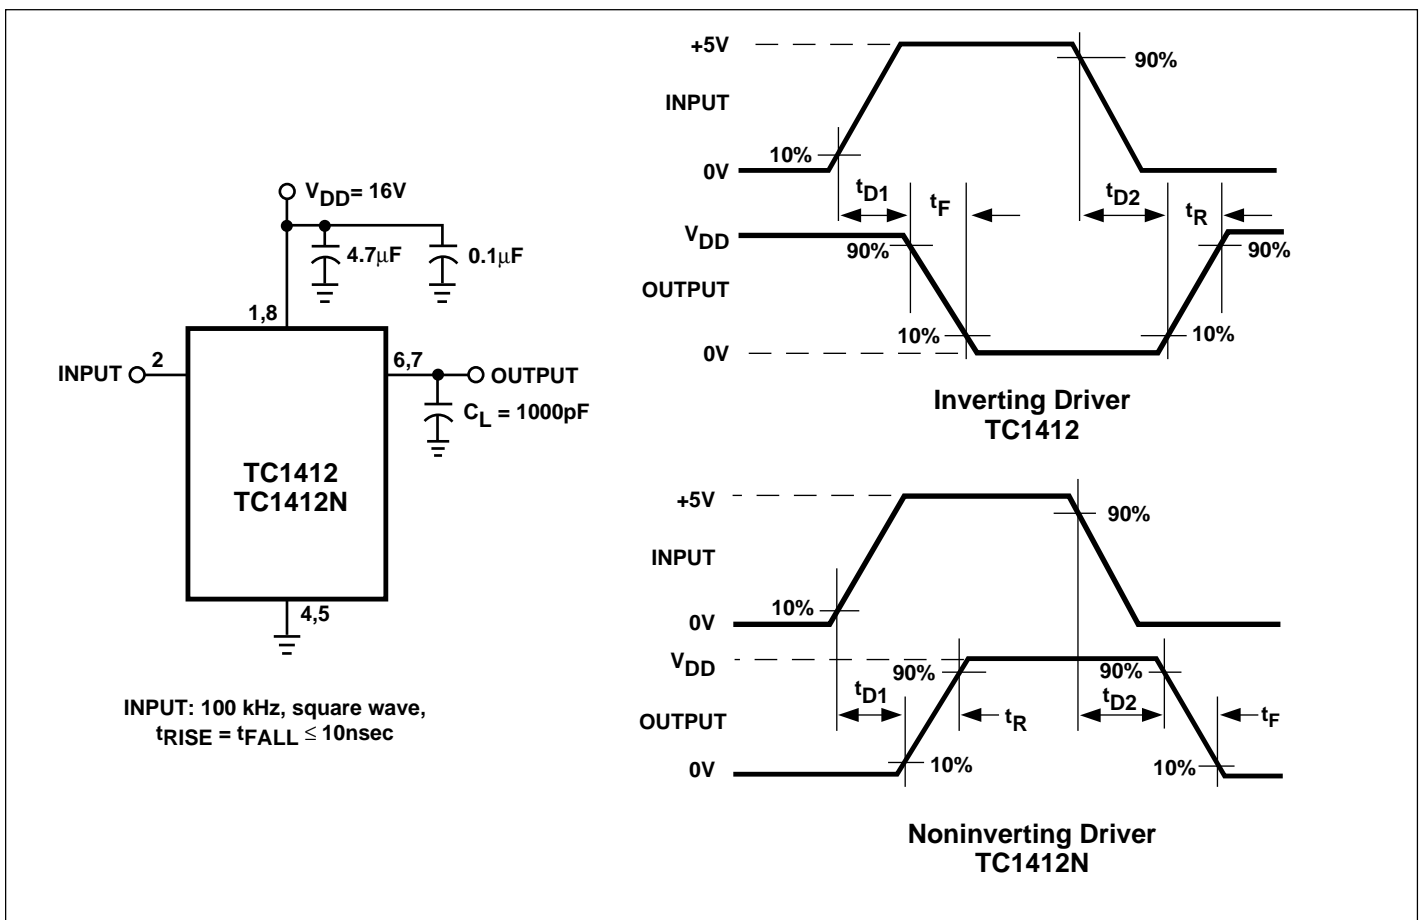 VDD= 16V
4.7μF
0.1μF
1,8
INPUT
2
6,7
OUTPUT
CL = 1000pF
TC1412
TC1412N
4,5
INPUT: 100 kHz, square wave,
tRISE = tFALL ≤ 10nsec
+5V
90%
INPUT
10%
0V
tD1
tF
tD2
tR
VDD
90%
90%
OUTPUT
10%
10%
0V
Inverting Driver
TC1412
+5V
90%
INPUT
10%
0V
VDD
90%
90%
tD1
tR
tD2
tF
OUTPUT
0V
10%
10%
Noninverting Driver
TC1412N